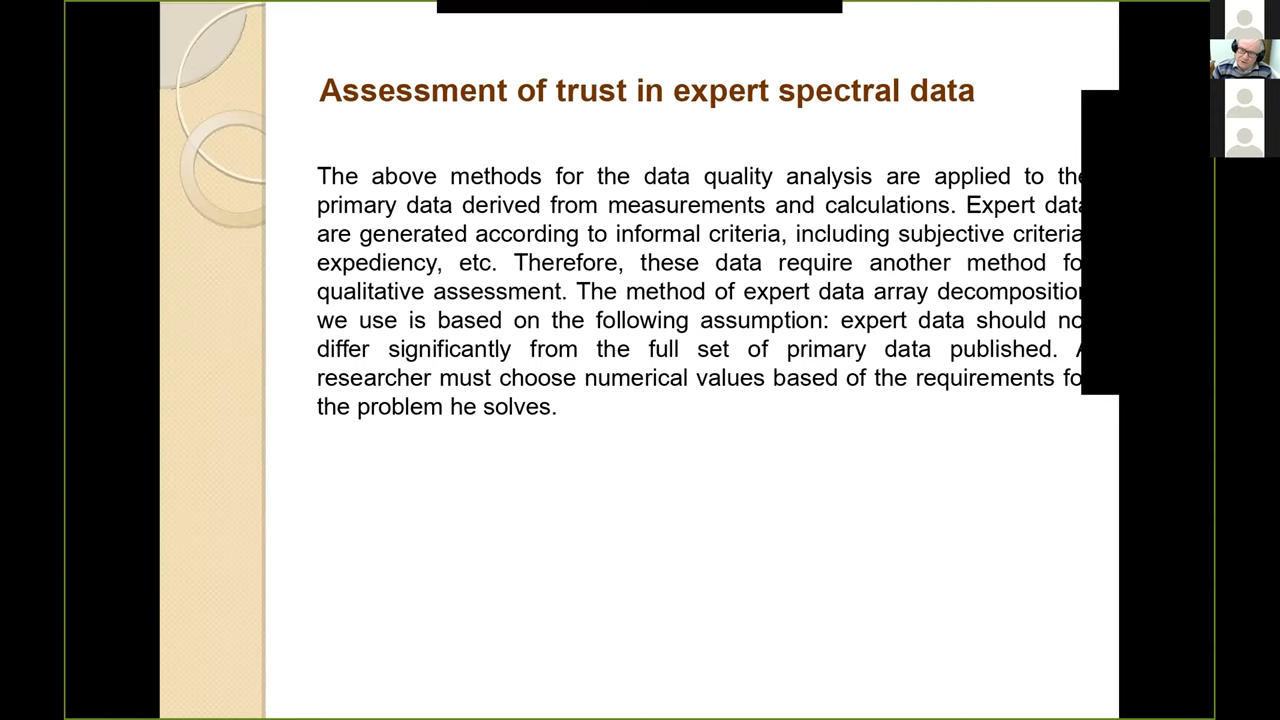 Assessment of trust in expert spectral data
The above methods for the data quality analysis are applied to the
primary data derived from measurements and calculations. Expert data
are generated according to informal criteria, including subjective criteria
expediency, etc. Therefore, these data require another method fo
qualitative assessment. The method of expert data array decomposition
we use is based on the following assumption: expert data should no
differ significantly from the full set of primary data published. A
researcher must choose numerical values based of the requirements fo
the problem he solves.